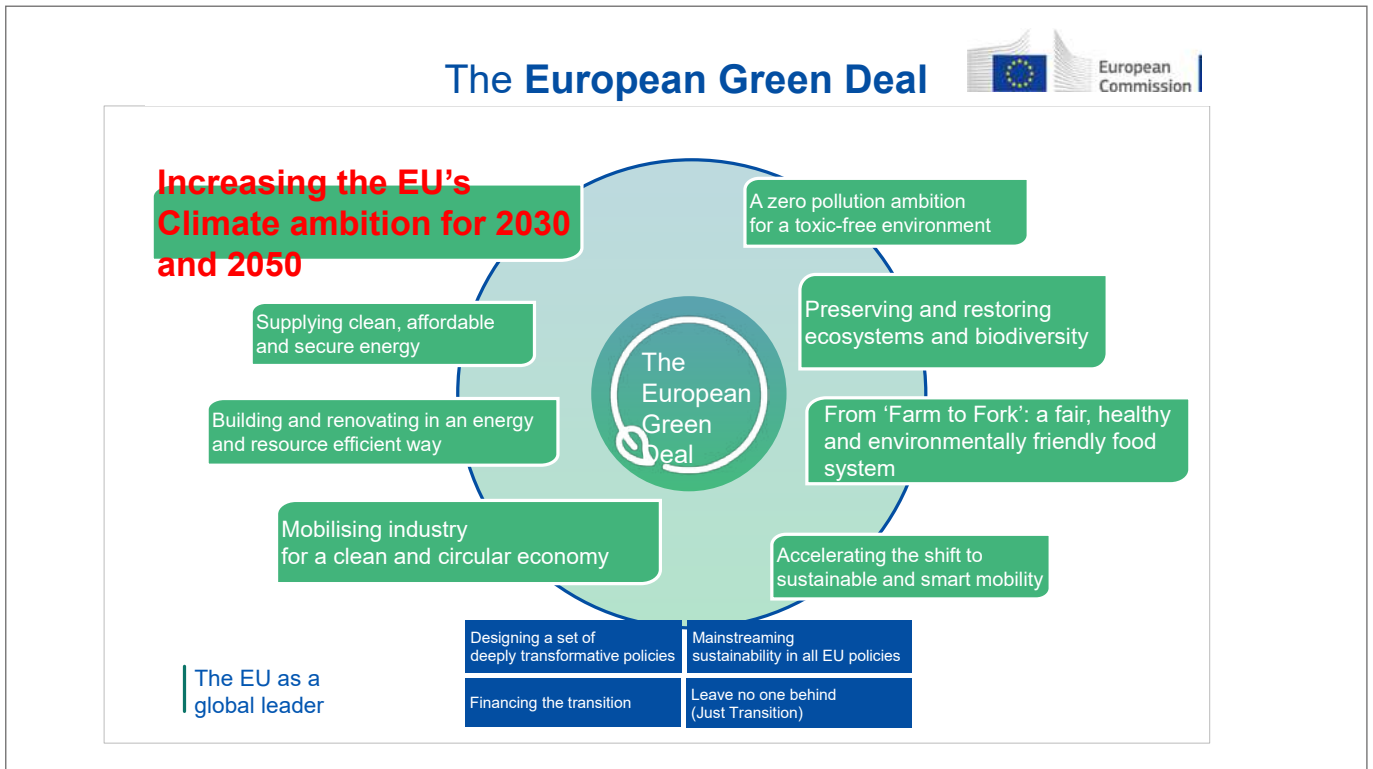 The European Green Deal
European
Commission
Increasing the EU’s
Climate ambition for 2030
and 2050
Supplying clean, affordable
and secure energy
Building and renovating in an energy
and resource efficient way
Mobilising industry
for a clean and circular economy
The
European
Green
Deal
A zero pollution ambition
for a toxic-free environment
Preserving and restoring
ecosystems and biodiversity
From ‘Farm to Fork’: a fair, healthy
and environmentally friendly food
system
Accelerating the shift to
sustainable and smart mobility
Designing a set of
deeply transformative policies
Mainstreaming
sustainability in all EU policies
Financing the transition
Leave no one behind
(Just Transition)
The EU as a
global leader